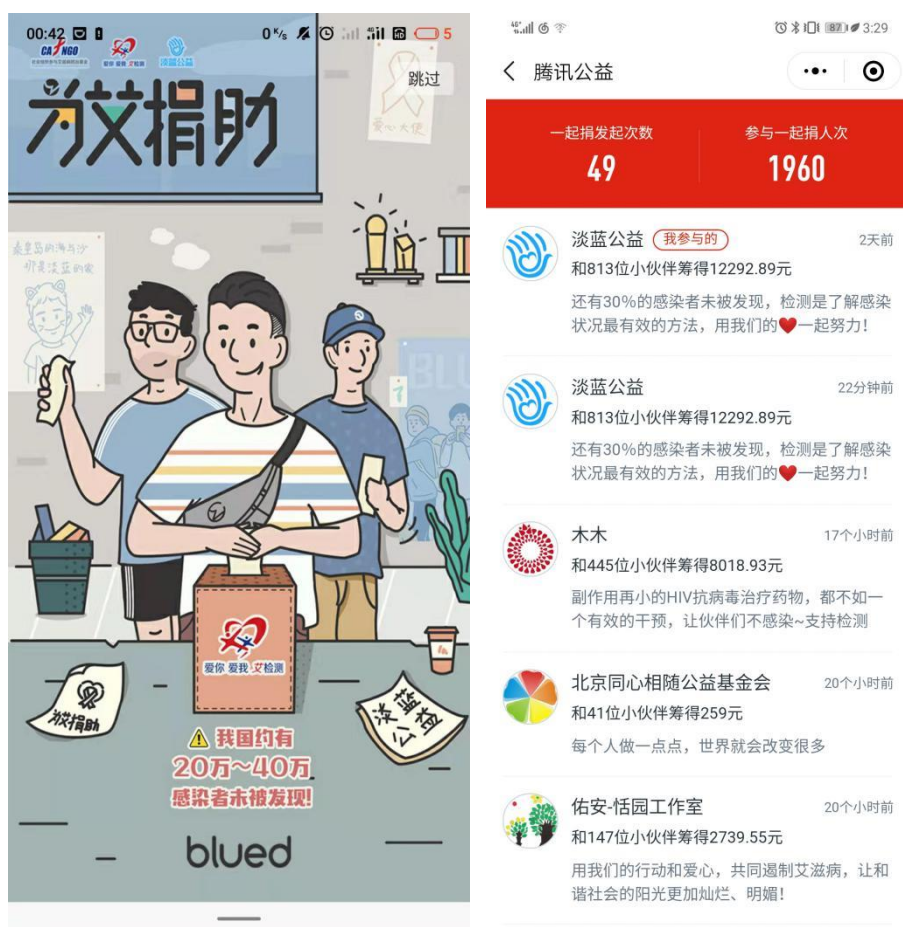 00:42
0 K/s
4G
HD
5
CA NGO
爱你 爱我 艾检测
淡蓝公益
跳过
为艾捐助
爱心大使
秦皇岛的海与沙
那是淡蓝的家
BLU
爱你 爱我 艾检测
为艾捐助
淡蓝公益
我国约有
20万~40万
感染者未被发现!
blued
46°
87
3:29
腾讯公益
一起捐发起次数
参与一起捐人次
49
1960
淡蓝公益 我参与的 2天前
和813位小伙伴筹得12292.89元
还有30%的感染者未被发现，检测是了解感染
状况最有效的方法，用我们的❤一起努力！
淡蓝公益 22分钟前
和813位小伙伴筹得12292.89元
还有30%的感染者未被发现，检测是了解感染
状况最有效的方法，用我们的❤一起努力！
木木 17个小时前
和445位小伙伴筹得8018.93元
副作用再小的HIV抗病毒治疗药物，都不如一
个有效的干预，让伙伴们不感染~支持检测
北京同心相随公益基金会 20个小时前
和41位小伙伴筹得259元
每个人做一点点，世界就会改变很多
佑安-恬园工作室 20个小时前
和147位小伙伴筹得2739.55元
用我们的行动和爱心，共同遏制艾滋病，让和
谐社会的阳光更加灿烂、明媚！